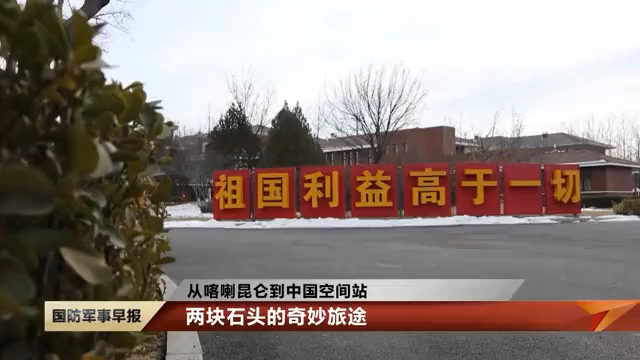 祖国利益高于一切
从喀喇昆仑到中国空间站
国防军事早报
两块石头的奇妙旅途